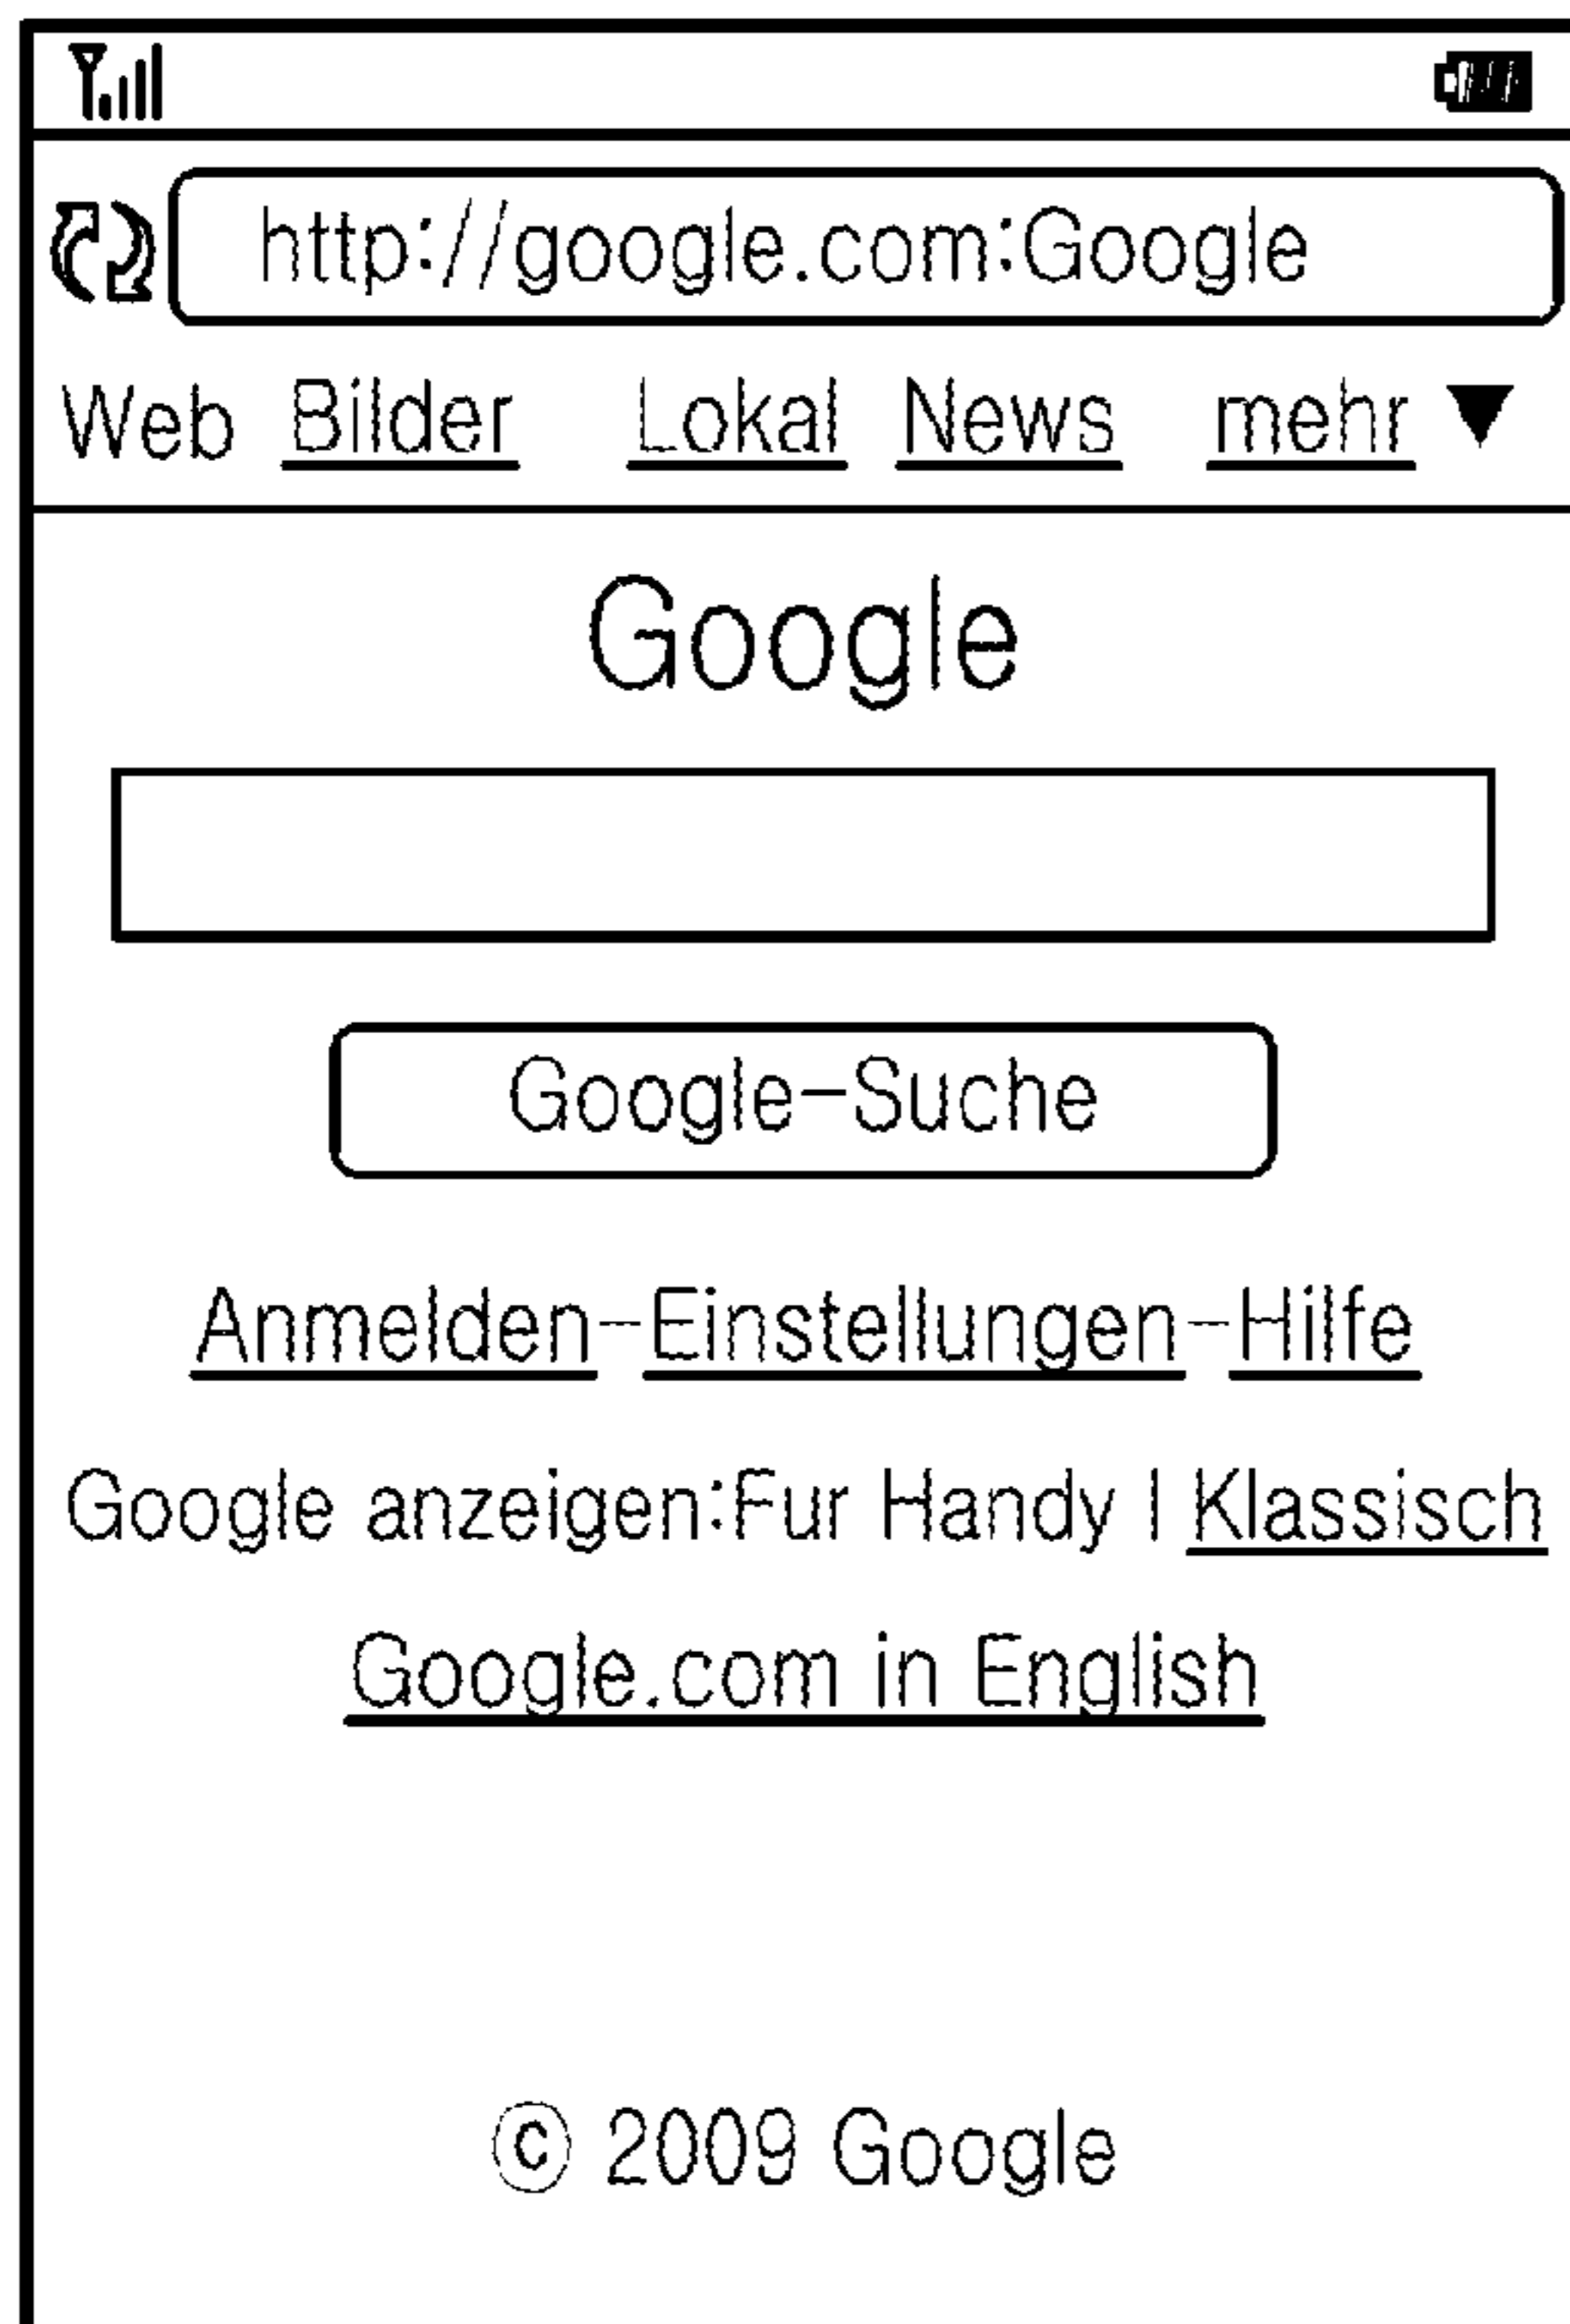 http://google.com:Google
Web Bilder Lokal News mehr ▼
Google
Google-Suche
Anmelden-Einstellungen-Hilfe
Google anzeigen:Fur Handy | Klassisch
Google.com in English
© 2009 Google